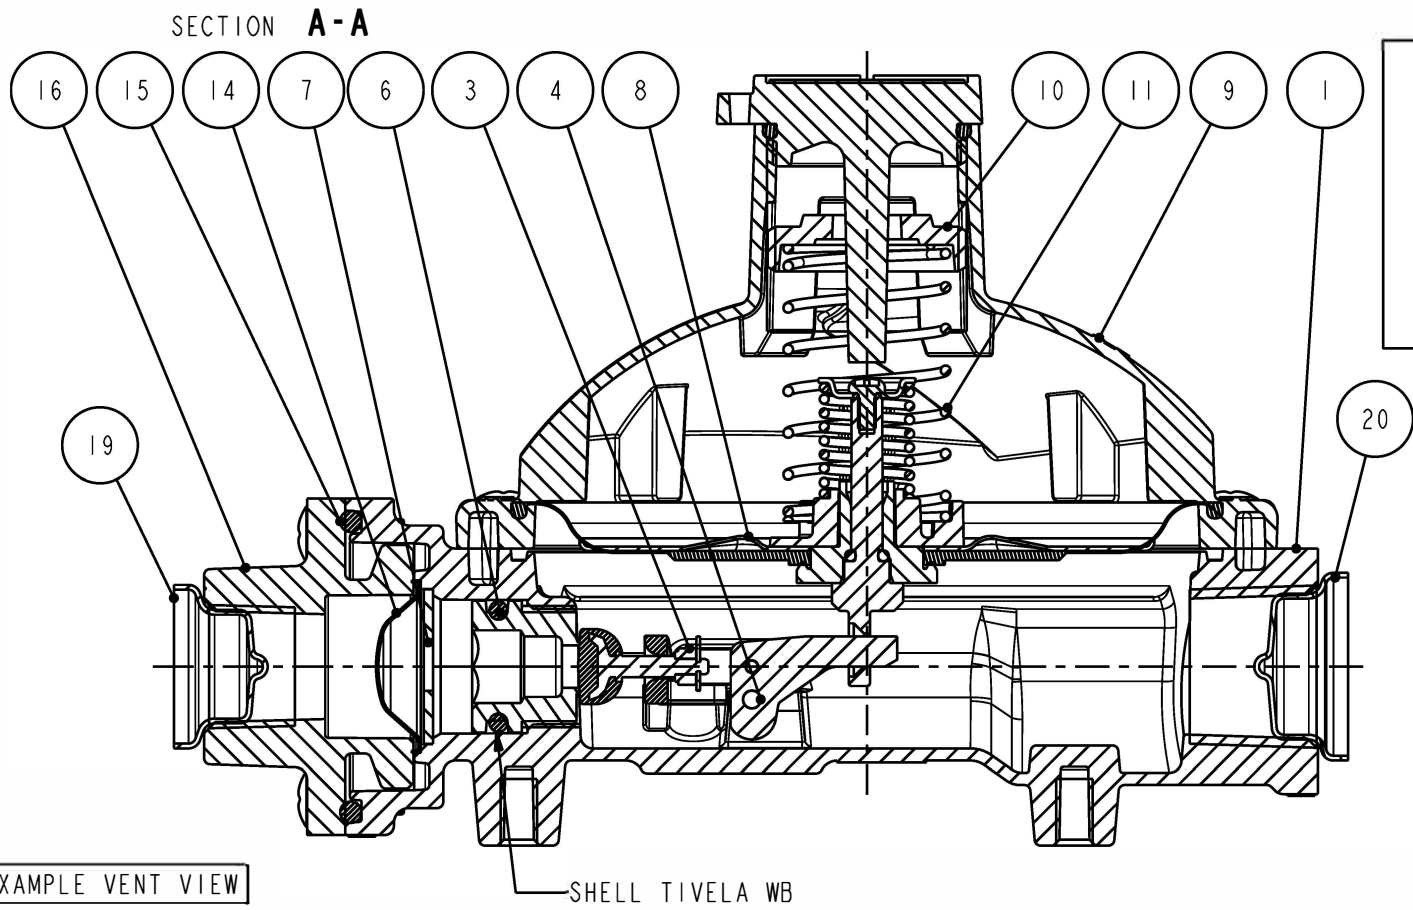 SECTION A-A
16 15 14 7 6 3 4 8 10 11 9 1
19 20
XAMPLE VENT VIEW
SHELL TIVELA WB